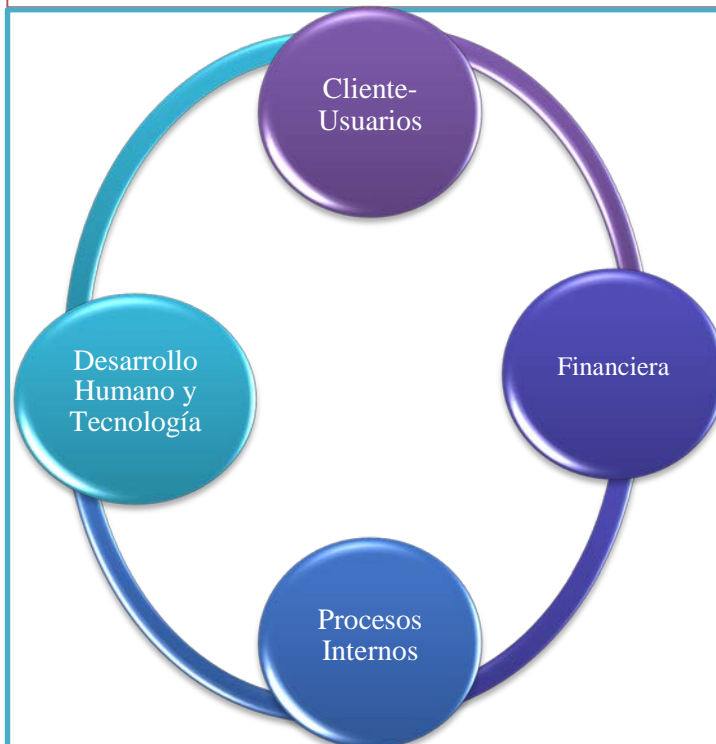 Cliente-
Usuarios
Financiera
Desarrollo
Humano y
Tecnología
Procesos
Internos